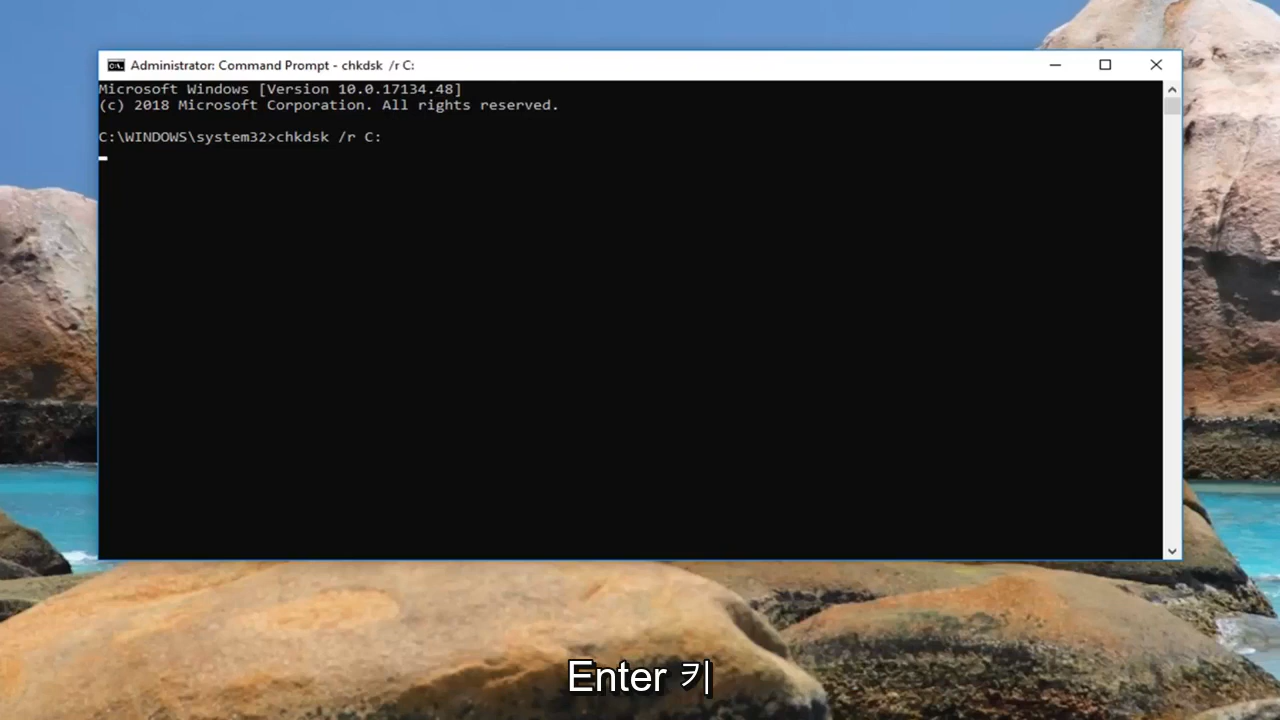 Administrator: Command Prompt - chkdsk /r C:
Microsoft Windows [Version 10.0.17134.48]
(c) 2018 Microsoft Corporation. All rights reserved.
C:\WINDOWS\system32>chkdsk /r C:
Enter 키